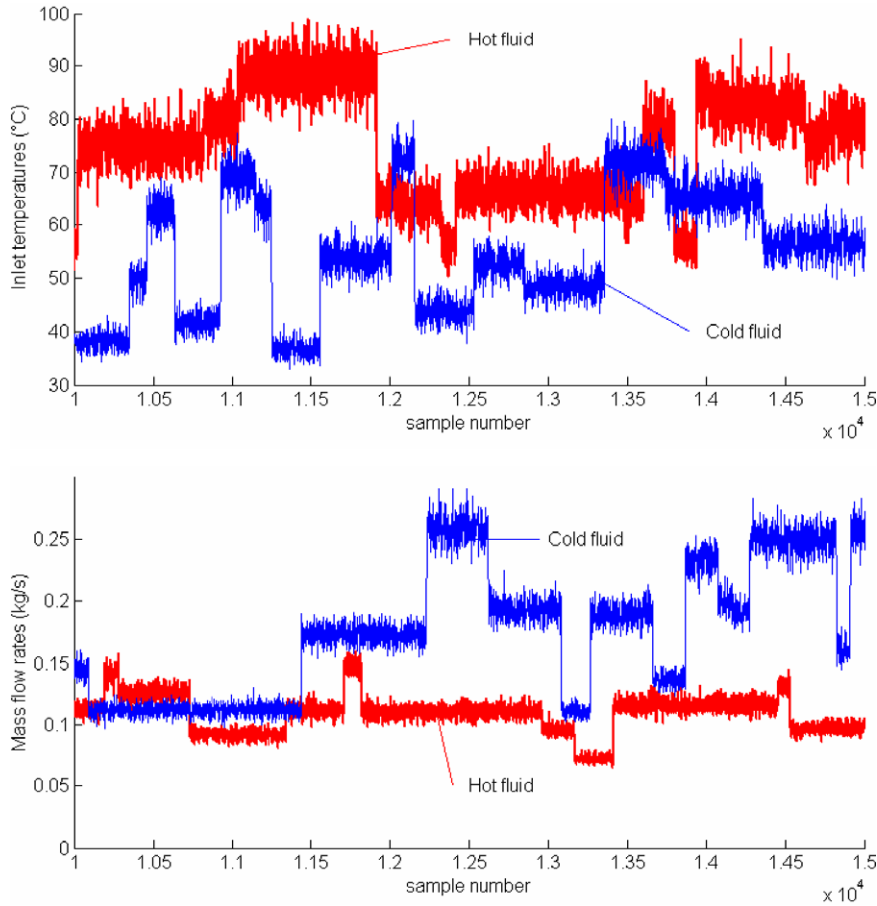 Inlet temperatures (°C)
100
90
80
70
60
50
40
30
Hot fluid
Cold fluid
1 1.05 1.1 1.15 1.2 1.25 1.3 1.35 1.4 1.45 1.5
sample number
x 10⁴
Mass flow rates (kg/s)
0.25
0.2
0.15
0.1
0.05
0
Cold fluid
Hot fluid
1 1.05 1.1 1.15 1.2 1.25 1.3 1.35 1.4 1.45 1.5
sample number
x 10⁴